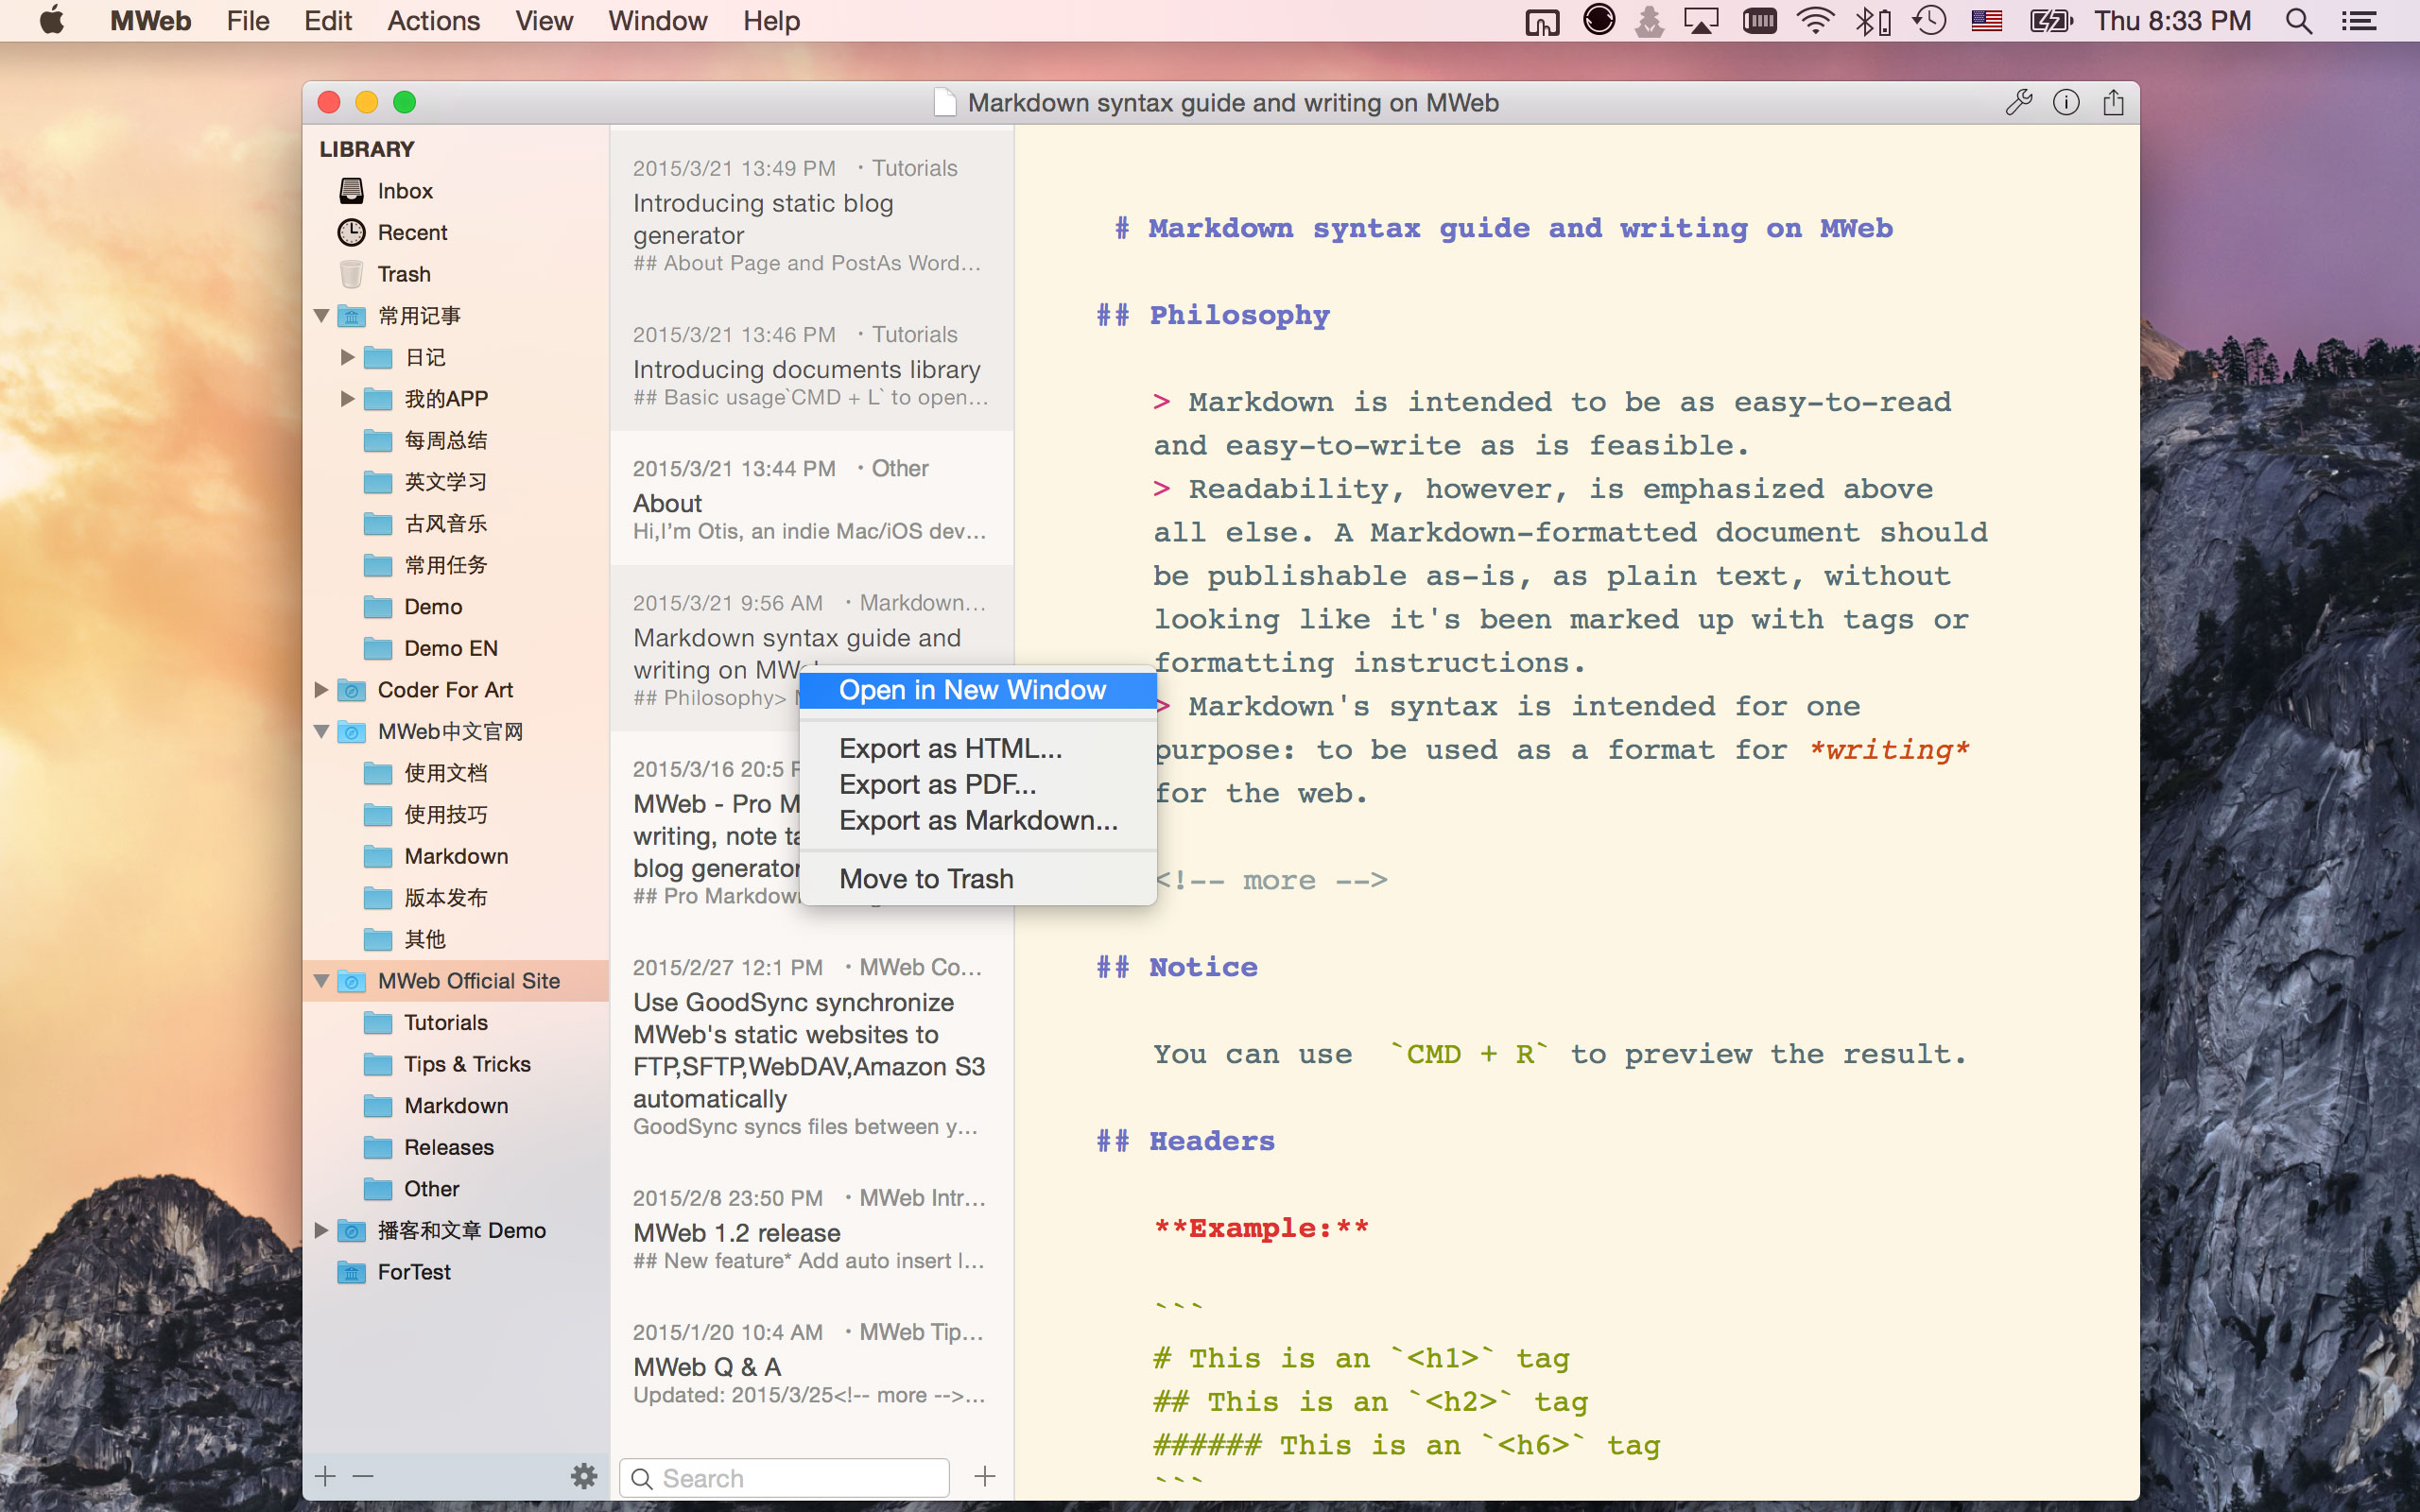 MWeb File Edit Actions View Window Help Thu 8:33 PM
Markdown syntax guide and writing on MWeb
LIBRARY
Inbox
Recent
Trash
常用记事
日记
我的APP
每周总结
英文学习
古风音乐
常用任务
Demo
Demo EN
Coder For Art
MWeb中文官网
使用文档
使用技巧
Markdown
版本发布
其他
MWeb Official Site
Tutorials
Tips & Tricks
Markdown
Releases
Other
播客和文章 Demo
ForTest
2015/3/21 13:49 PM · Tutorials
Introducing static blog
generator
## About Page and PostAs Word...
2015/3/21 13:46 PM · Tutorials
Introducing documents library
## Basic usage`CMD + L` to open...
2015/3/21 13:44 PM · Other
About
Hi,I'm Otis, an indie Mac/iOS dev...
2015/3/21 9:56 AM · Markdown...
Markdown syntax guide and
writing on
## Philosophy>
2015/3/16 20:5
MWeb - Pro
writing, note
blog generator
## Pro
2015/2/27 12:1 PM · MWeb Co...
Use GoodSync synchronize
MWeb's static websites to
FTP,SFTP,WebDAV,Amazon S3
automatically
GoodSync syncs files between y...
2015/2/8 23:50 PM · MWeb Intr...
MWeb 1.2 release
## New feature* Add auto insert l...
2015/1/20 10:4 AM · MWeb Tip...
MWeb Q & A
Updated: 2015/3/25<!-- more -->...
Search
Open in New Window
Export as HTML...
Export as PDF...
Export as Markdown...
Move to Trash
# Markdown syntax guide and writing on MWeb
## Philosophy
> Markdown is intended to be as easy-to-read
and easy-to-write as is feasible.
> Readability, however, is emphasized above
all else. A Markdown-formatted document should
be publishable as-is, as plain text, without
looking like it's been marked up with tags or
formatting instructions.
> Markdown's syntax is intended for one
purpose: to be used as a format for *writing*
for the web.
<!-- more -->
## Notice
You can use `CMD + R` to preview the result.
## Headers
**Example:**
```
# This is an `<h1>` tag
## This is an `<h2>` tag
###### This is an `<h6>` tag
```